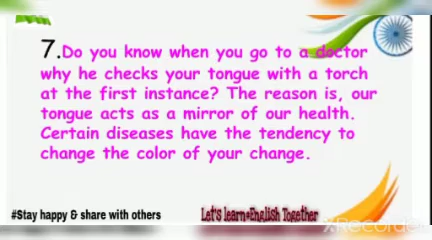 7.Do you know when you go to a doctor
why he checks your tongue with a torch
at the first instance? The reason is, our
tongue acts as a mirror of our health.
Certain diseases have the tendency to
change the color of your change.
#Stay happy & share with others
Let's learn English Together
XRecorder